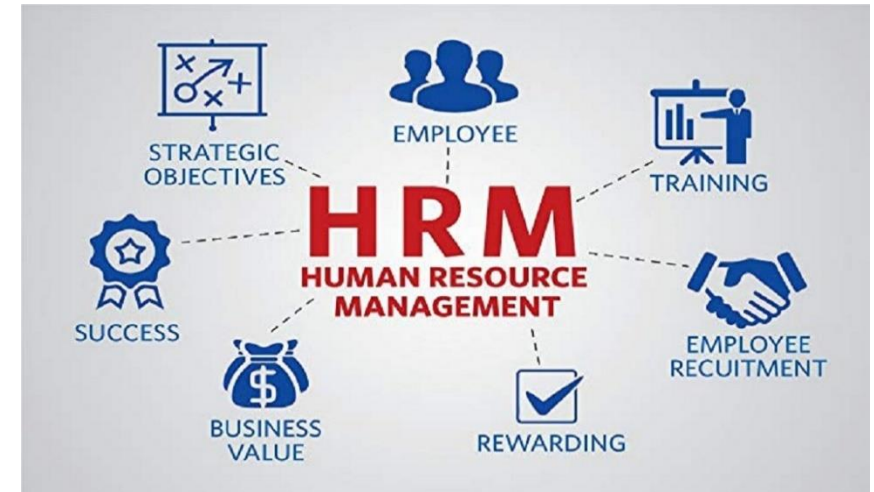 STRATEGIC
OBJECTIVES
EMPLOYEE
TRAINING
HRM
HUMAN RESOURCE
MANAGEMENT
SUCCESS
EMPLOYEE
RECUITMENT
BUSINESS
VALUE
REWARDING
$